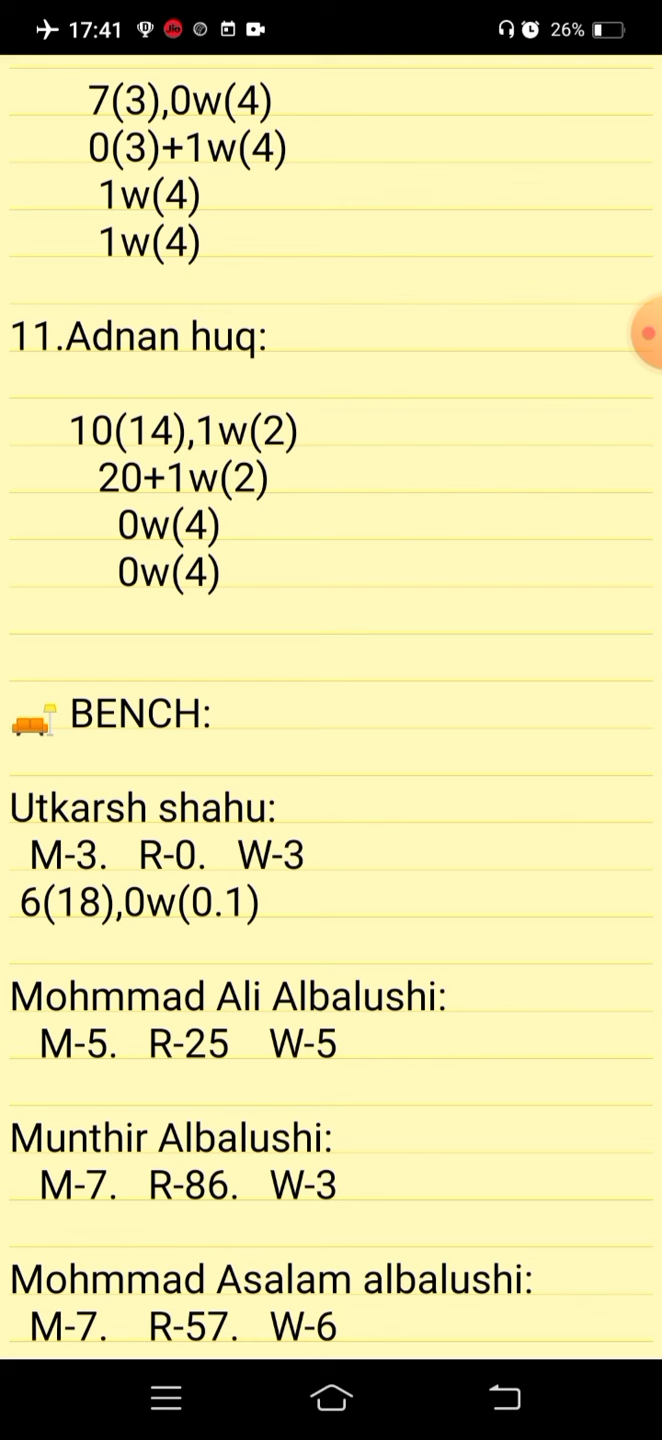 17:41 Jio 26%
7(3),0w(4)
0(3)+1w(4)
1w(4)
1w(4)
11.Adnan huq:
10(14),1w(2)
20+1w(2)
0w(4)
0w(4)
BENCH:
Utkarsh shahu:
M-3. R-0. W-3
6(18),0w(0.1)
Mohmmad Ali Albalushi:
M-5. R-25 W-5
Munthir Albalushi:
M-7. R-86. W-3
Mohmmad Asalam albalushi:
M-7. R-57. W-6